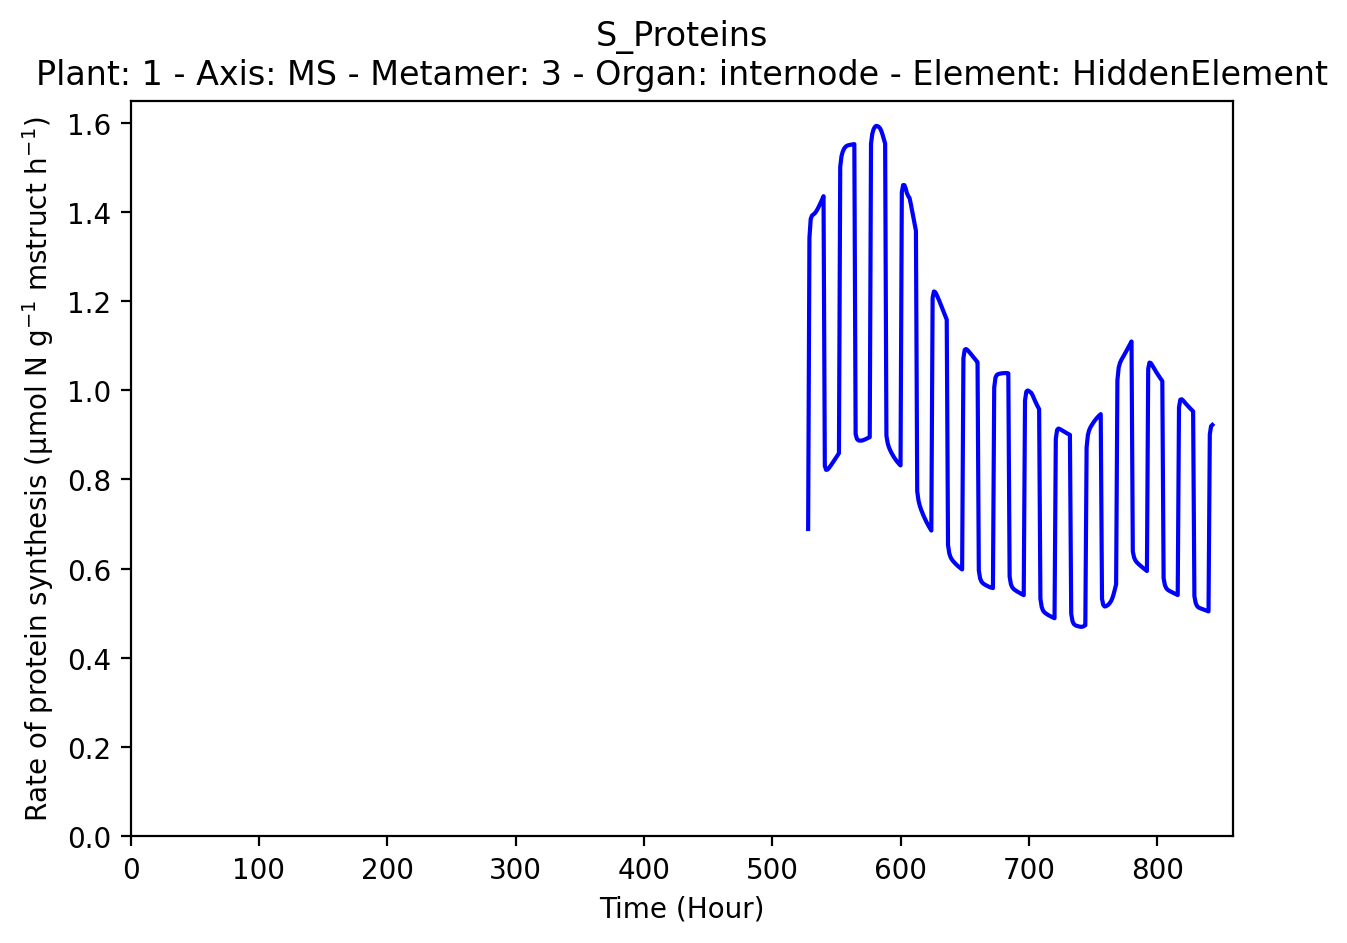 S_Proteins
Plant: 1 - Axis: MS - Metamer: 3 - Organ: internode - Element: HiddenElement
Rate of protein synthesis (µmol N g⁻¹ mstruct h⁻¹)
1.6
1.4
1.2
1.0
0.8
0.6
0.4
0.2
0.0
0 100 200 300 400 500 600 700 800
Time (Hour)